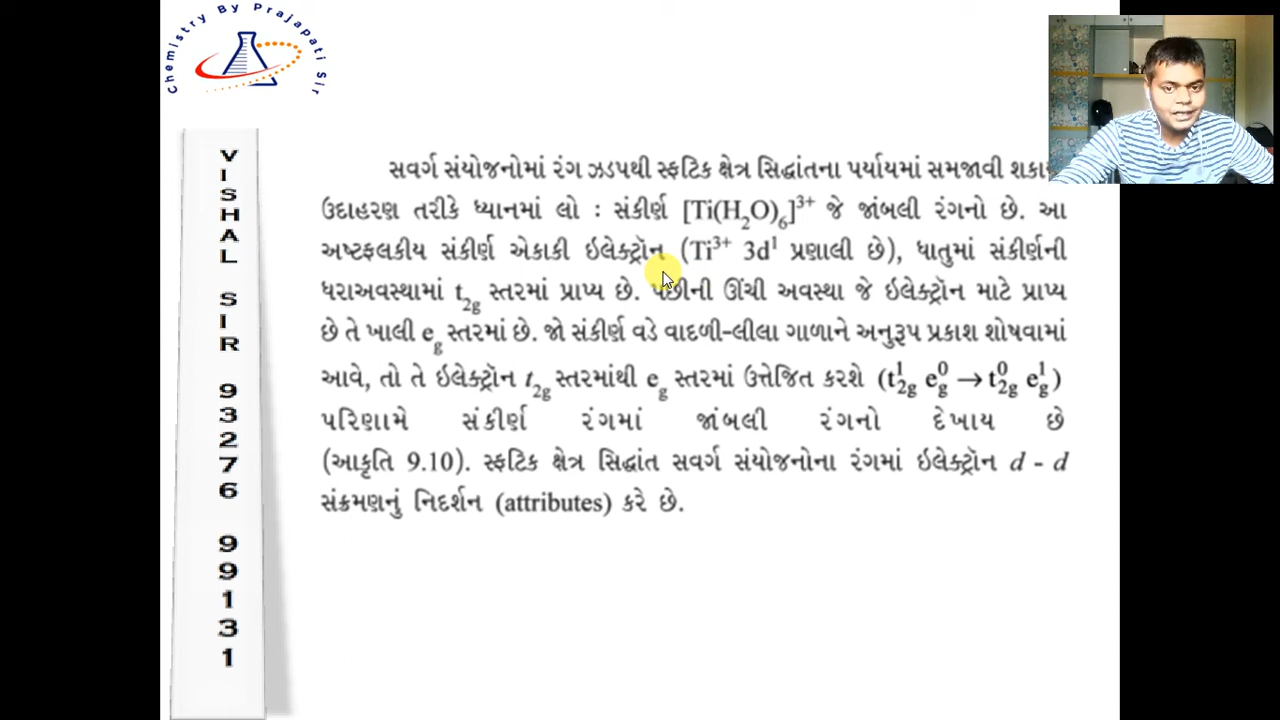 Chemistry By Prajapati Sir
VISHAL SIR 93276 99131
સવર્ગ સંયોજનોમાં રંગ ઝડપથી સ્ફટિક ક્ષેત્ર સિદ્ધાંતના પર્યાયમાં સમજાવી
ઉદાહરણ તરીકે ધ્યાનમાં લો : સંકીર્ણ [Ti(H₂O)₆]³⁺ જે જાંબલી રંગનો છે. આ
અષ્ટફલકીય સંકીર્ણ એકાકી ઇલેક્ટ્રૉન (Ti³⁺ 3d¹ પ્રણાલી છે), ધાતુમાં સંકીર્ણની
ધરાઅવસ્થામાં t₂g સ્તરમાં પ્રાપ્ય છે. પછીની ઊંચી અવસ્થા જે ઇલેક્ટ્રૉન માટે પ્રાપ્ય
છે તે ખાલી eg સ્તરમાં છે. જો સંકીર્ણ વડે વાદળી-લીલા ગાળાને અનુરૂપ પ્રકાશ શોષવામાં
આવે, તો તે ઇલેક્ટ્રૉન t₂g સ્તરમાંથી eg સ્તરમાં ઉત્તેજિત કરશે (t¹₂g e⁰g → t⁰₂g e¹g)
પરિણામે સંકીર્ણ રંગમાં જાંબલી રંગનો દેખાય છે
(આકૃતિ 9.10). સ્ફટિક ક્ષેત્ર સિદ્ધાંત સવર્ગ સંયોજનોના રંગમાં ઇલેક્ટ્રૉન d - d
સંક્રમણનું નિદર્શન (attributes) કરે છે.